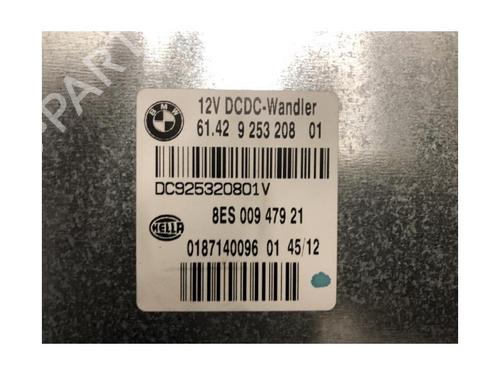 BMW
12V DCDC-Wandler
61.42 9 253 208 01
DC925320801V
HELLA
8ES 009 479 21
0187140096 01 45/12